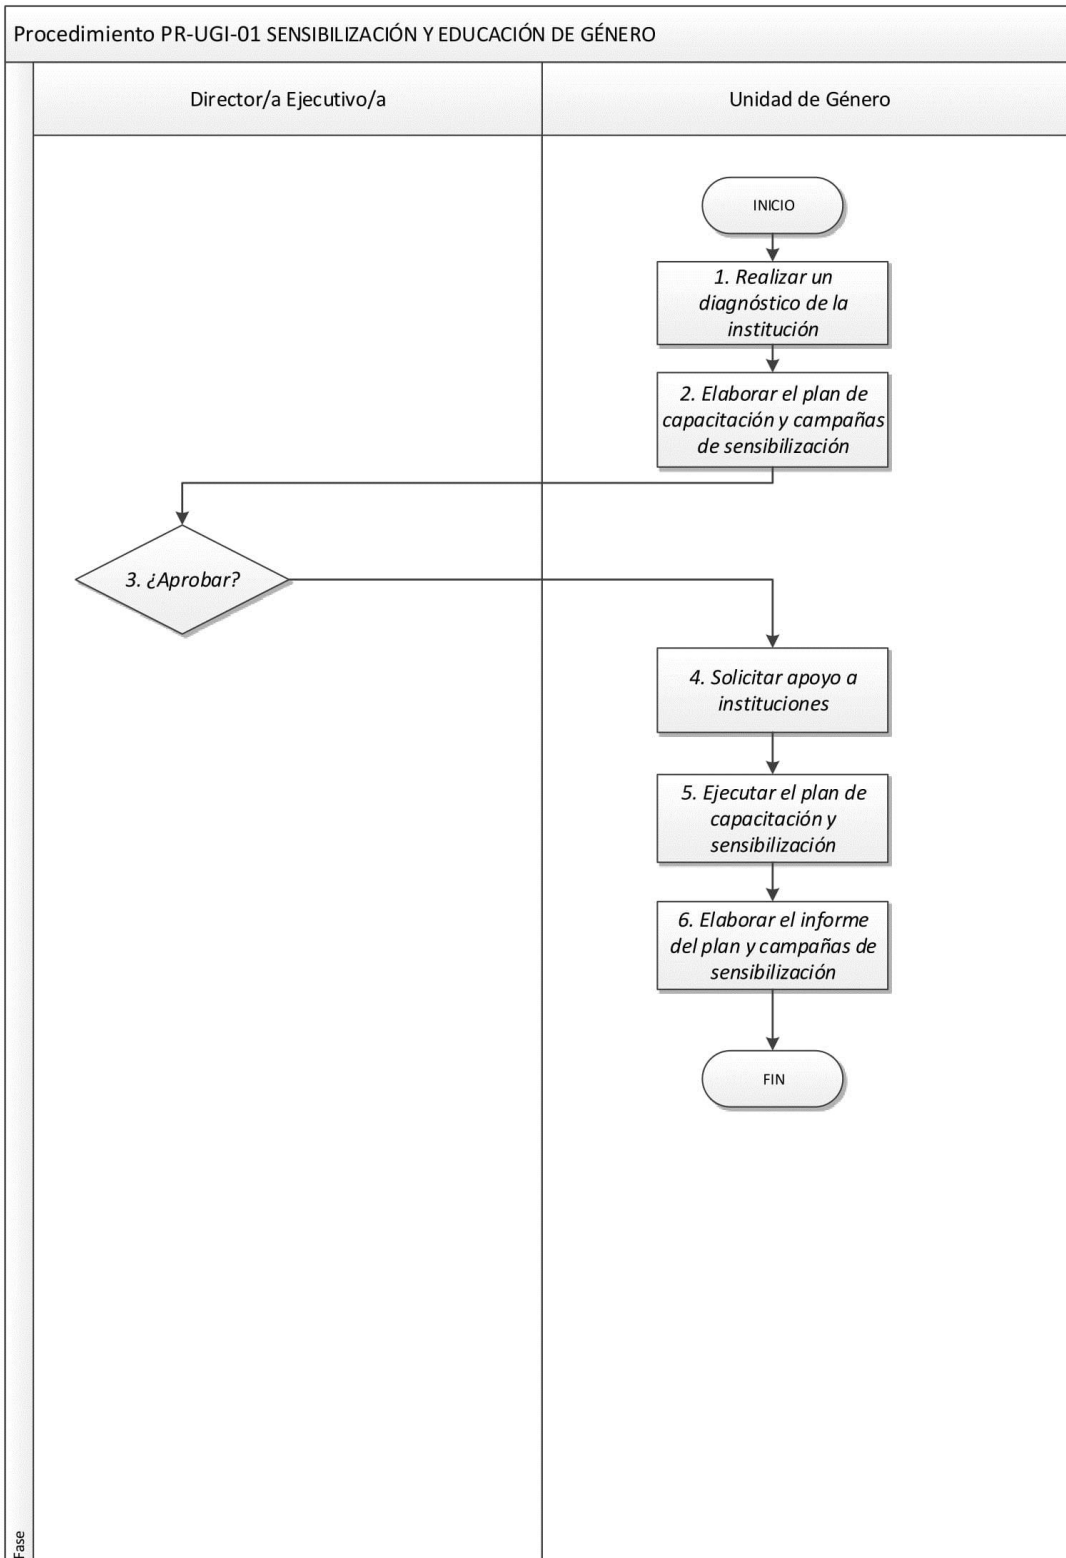 Procedimiento PR-UGI-01 SENSIBILIZACIÓN Y EDUCACIÓN DE GÉNERO
Director/a Ejecutivo/a
Unidad de Género
INICIO
1. Realizar un
diagnóstico de la
institución
2. Elaborar el plan de
capacitación y campañas
de sensibilización
3. ¿Aprobar?
4. Solicitar apoyo a
instituciones
5. Ejecutar el plan de
capacitación y
sensibilización
6. Elaborar el informe
del plan y campañas de
sensibilización
FIN
Fase